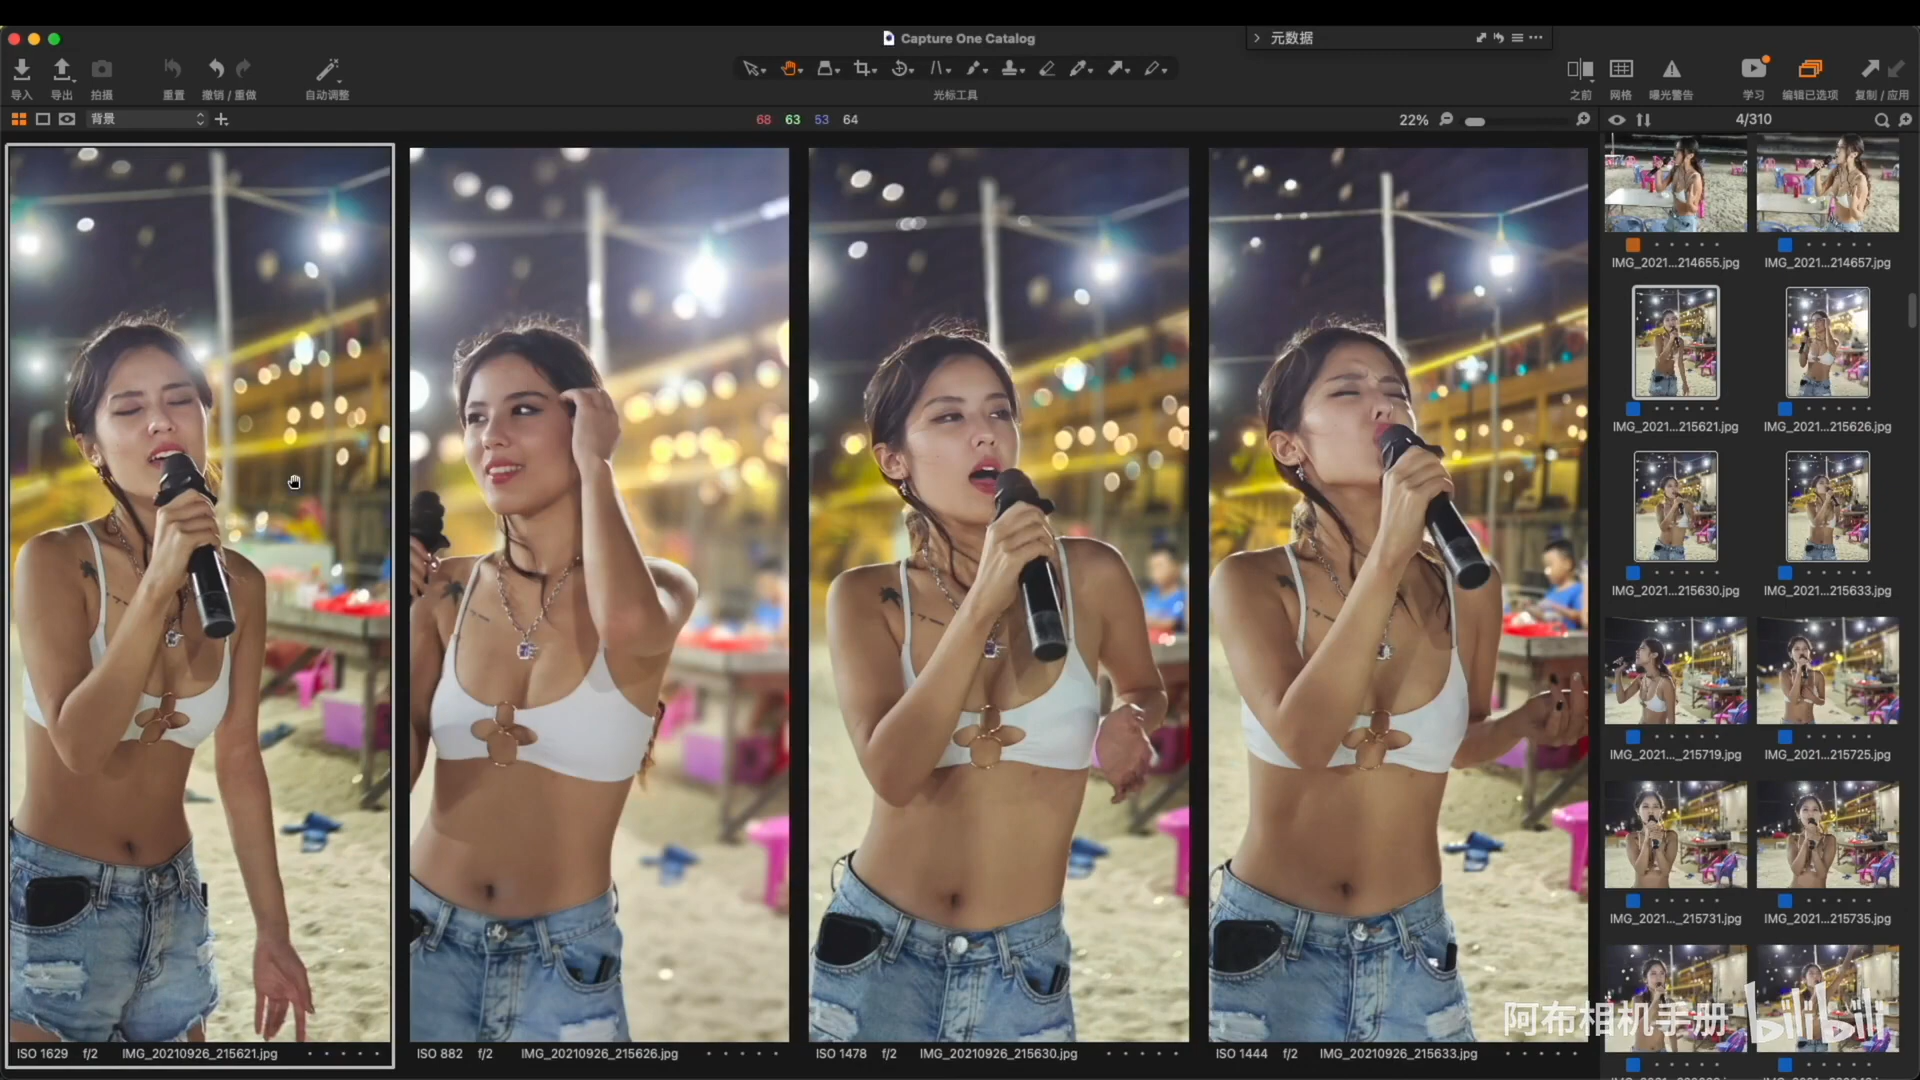 Capture One Catalog
元数据
导入
导出
拍摄
重置
撤销 / 重做
自动调整
光标工具
之前
网格
曝光警告
学习
编辑已选项
复制 / 应用
背景
68 63 53 64
22%
4/310
IMG_2021...214655.jpg
IMG_2021...214657.jpg
IMG_2021...215621.jpg
IMG_2021...215626.jpg
IMG_2021...215630.jpg
IMG_2021...215633.jpg
IMG_2021..._215719.jpg
IMG_2021...215725.jpg
IMG_2021..._215731.jpg
IMG_2021...215735.jpg
阿布相机手册 bilibili
ISO 1629 f/2 IMG_20210926_215621.jpg
ISO 882 f/2 IMG_20210926_215626.jpg
ISO 1478 f/2 IMG_20210926_215630.jpg
ISO 1444 f/2 IMG_20210926_215633.jpg